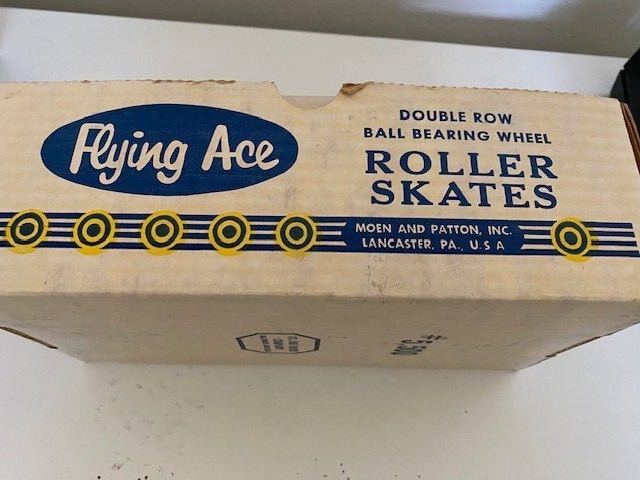 Flying Ace
DOUBLE ROW
BALL BEARING WHEEL
ROLLER
SKATES
MOEN AND PATTON, INC.
LANCASTER, PA., U.S.A